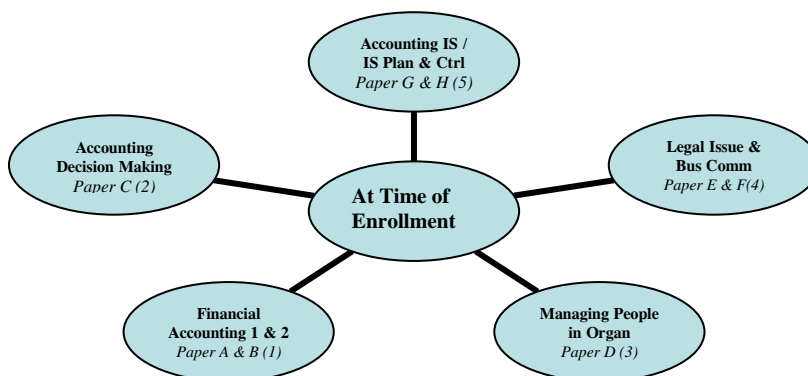 Accounting IS /
IS Plan & Ctrl
Paper G & H (5)
Accounting
Decision Making
Paper C (2)
Legal Issue &
Bus Comm
Paper E & F(4)
At Time of
Enrollment
Financial
Accounting 1 & 2
Paper A & B (1)
Managing People
in Organ
Paper D (3)